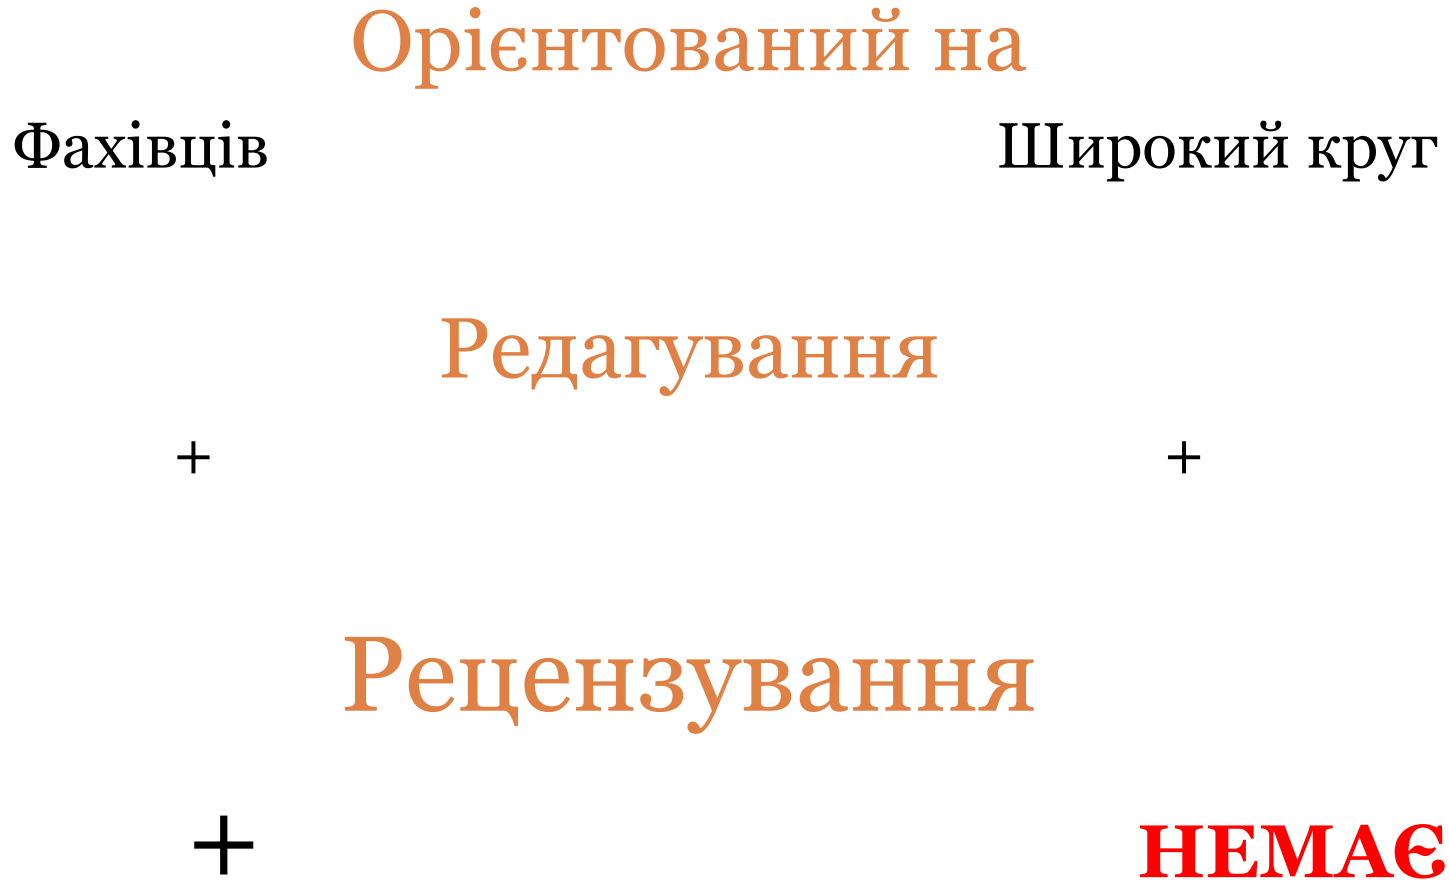 Орієнтований на
Фахівців Широкий круг
Редагування
+ +
Рецензування
+ НЕМАЄ